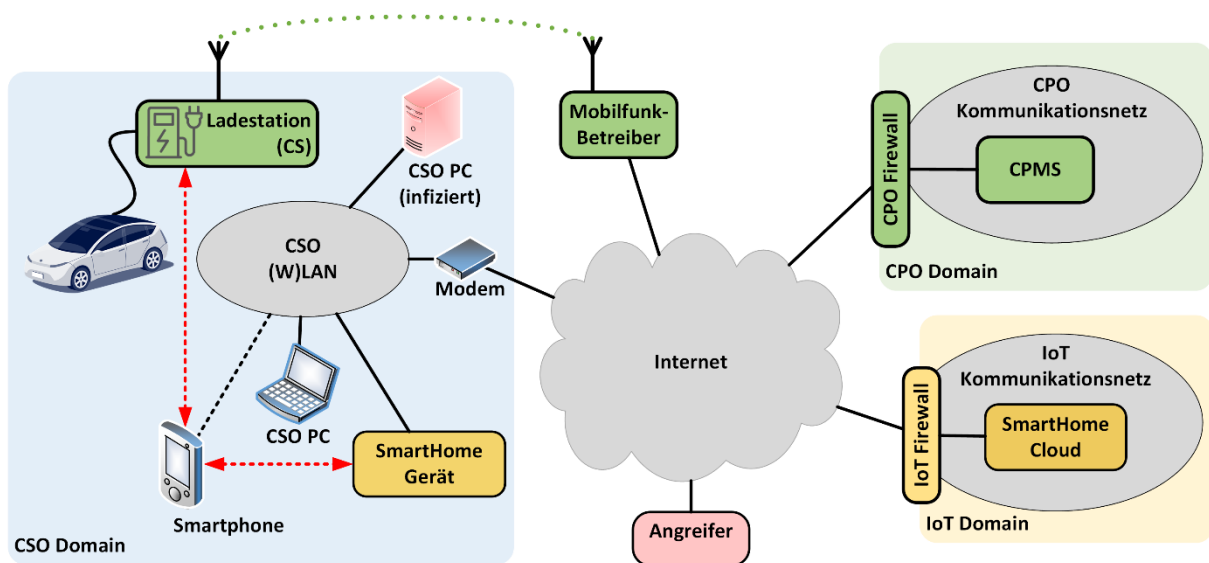 Ladestation
(CS)
CSO PC
(infiziert)
Mobilfunk-
Betreiber
CPO Firewall
CPO
Kommunikationsnetz
CPMS
CPO Domain
CSO
(W)LAN
Modem
Internet
CSO PC
SmartHome
Gerät
Smartphone
CSO Domain
Angreifer
IoT Firewall
IoT
Kommunikationsnetz
SmartHome
Cloud
IoT Domain